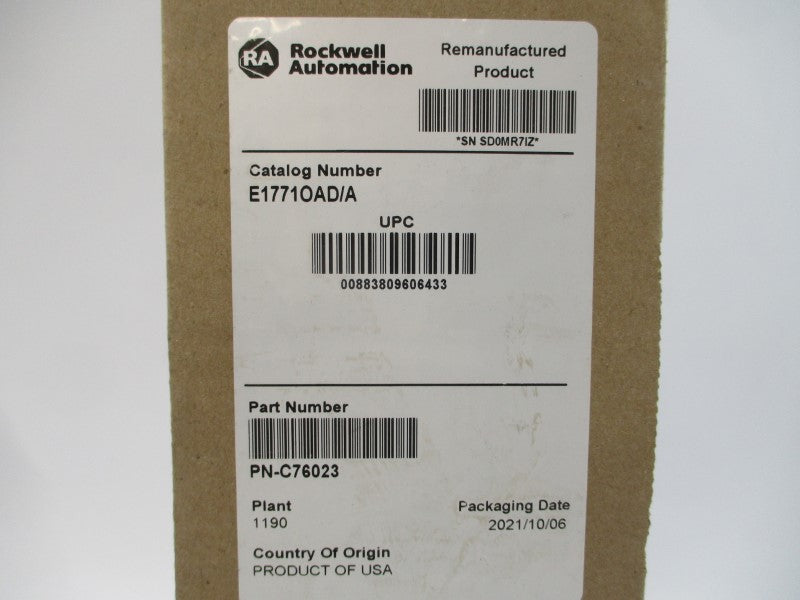 RA Rockwell Automation
Remanufactured
Product
*SN SD0MR7IZ*
Catalog Number
E1771OAD/A
UPC
00883809606433
Part Number
PN-C76023
Plant
1190
Packaging Date
2021/10/06
Country Of Origin
PRODUCT OF USA